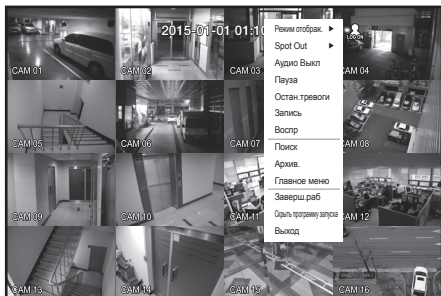 2015-01-01 01:10
LOG ON
CAM 01
CAM 02
CAM 03
CAM 04
Режим отображ.
Spot Out
Аудио Выкл
Пауза
Остан.тревоги
Запись
Воспр
Поиск
Архив.
Главное меню
Заверш.раб
Скрыть программу запуска
Выход
CAM 05
CAM 06
CAM 07
CAM 08
CAM 09
CAM 10
CAM 11
CAM 12
CAM 13
CAM 14
CAM 15
CAM 16